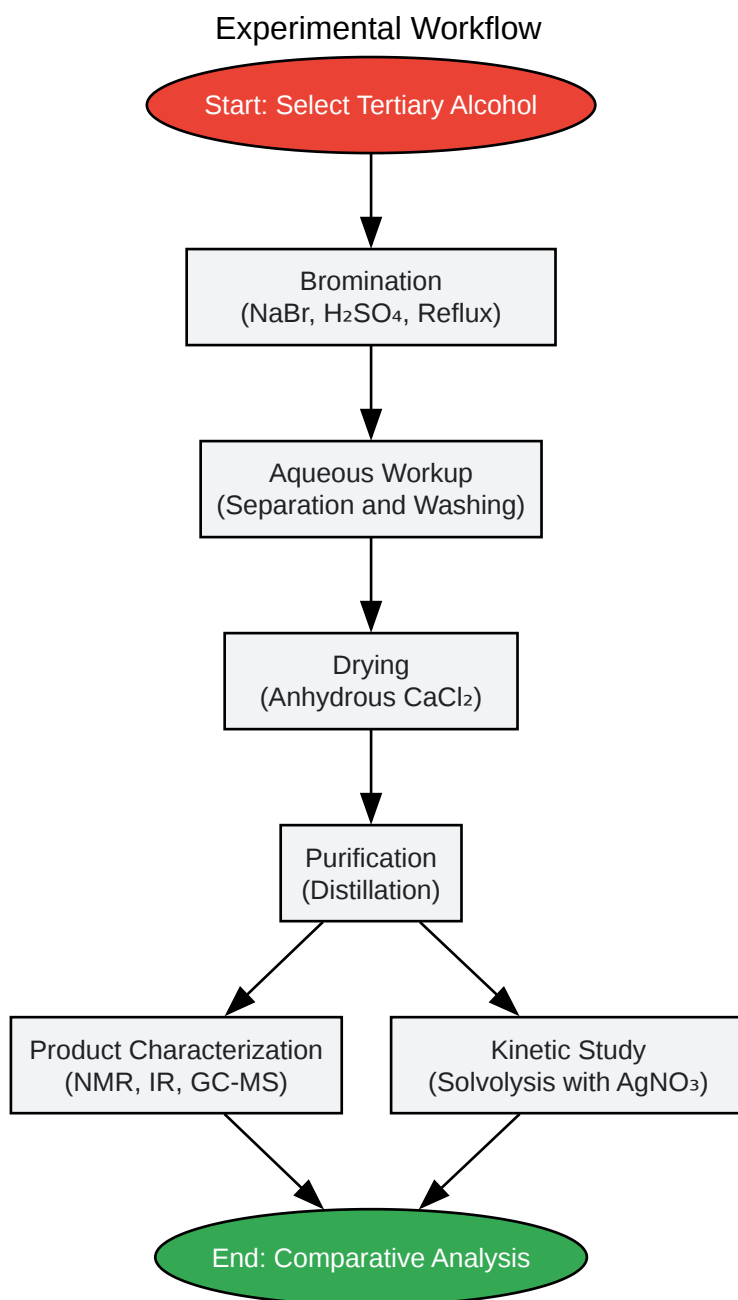 Experimental Workflow
Start: Select Tertiary Alcohol
Bromination
(NaBr, H₂SO₄, Reflux)
Aqueous Workup
(Separation and Washing)
Drying
(Anhydrous CaCl₂)
Purification
(Distillation)
Product Characterization
(NMR, IR, GC-MS)
Kinetic Study
(Solvolysis with AgNO₃)
End: Comparative Analysis